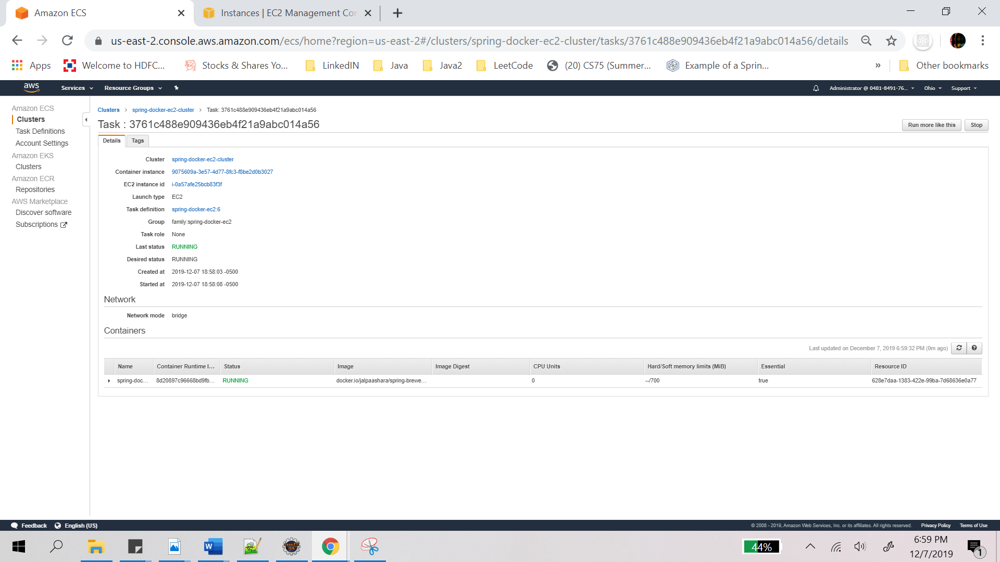 Amazon ECS
Instances | EC2 Management Con
us-east-2.console.aws.amazon.com/ecs/home?region=us-east-2#/clusters/spring-docker-ec2-cluster/tasks/3761c488e909436eb4f21a9abc014a56/details
Apps Welcome to HDFC... Stocks & Shares Yo... LinkedIN Java Java2 LeetCode (20) CS75 (Summer... Example of a Sprin... » Other bookmarks
aws Services Resource Groups Administrator @ 0481-8491-76... Ohio Support
Amazon ECS
Clusters
Task Definitions
Account Settings
Amazon EKS
Clusters
Amazon ECR
Repositories
AWS Marketplace
Discover software
Subscriptions
Clusters > spring-docker-ec2-cluster > Task: 3761c488e909436eb4f21a9abc014a56
Task : 3761c488e909436eb4f21a9abc014a56
Run more like this Stop
Details Tags
Cluster spring-docker-ec2-cluster
Container instance 9075609a-3e57-4d77-8fc3-f8be2d0b3027
EC2 instance id i-0a57afe25bcb83f3f
Launch type EC2
Task definition spring-docker-ec2:6
Group family:spring-docker-ec2
Task role None
Last status RUNNING
Desired status RUNNING
Created at 2019-12-07 18:58:03 -0500
Started at 2019-12-07 18:58:08 -0500
Network
Network mode bridge
Containers
Last updated on December 7, 2019 6:59:32 PM (0m ago)
Name Container Runtime I... Status Image Image Digest CPU Units Hard/Soft memory limits (MiB) Essential Resource ID
spring-doc... 8d20897c96668bd9fb... RUNNING docker.io/jalpaashara/spring-brewe... 0 --/700 true 628e7daa-1383-422e-99ba-7d68636e0a77
Feedback English (US) © 2008 - 2019, Amazon Web Services, Inc. or its affiliates. All rights reserved. Privacy Policy Terms of Use
W
Java EE
IDE
44%
6:59 PM
12/7/2019
1